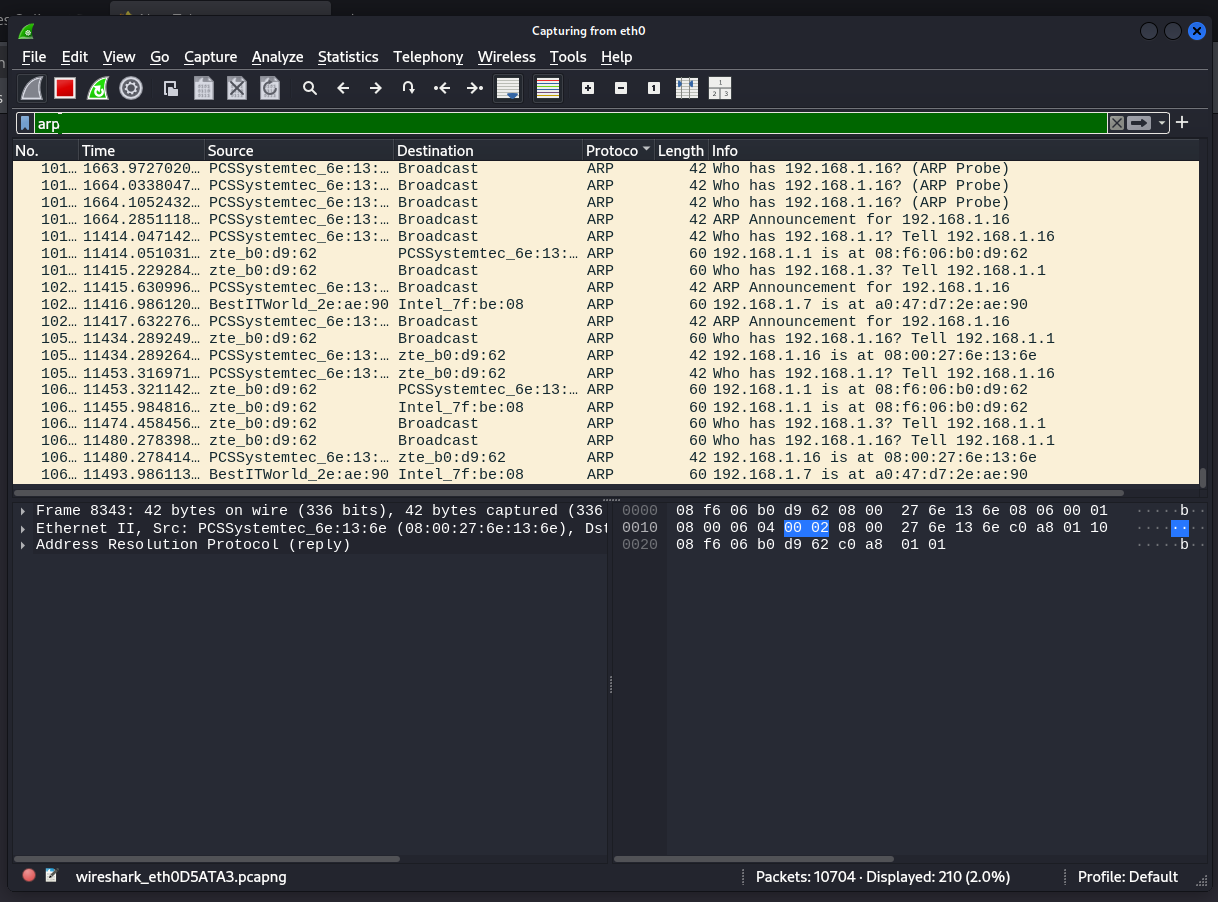 Capturing from eth0
File Edit View Go Capture Analyze Statistics Telephony Wireless Tools Help
arp
No. Time Source Destination Protoco Length Info
101… 1663.9727020… PCSSystemtec_6e:13:… Broadcast ARP 42 Who has 192.168.1.16? (ARP Probe)
101… 1664.0338047… PCSSystemtec_6e:13:… Broadcast ARP 42 Who has 192.168.1.16? (ARP Probe)
101… 1664.1052432… PCSSystemtec_6e:13:… Broadcast ARP 42 Who has 192.168.1.16? (ARP Probe)
101… 1664.2851118… PCSSystemtec_6e:13:… Broadcast ARP 42 ARP Announcement for 192.168.1.16
101… 11414.047142… PCSSystemtec_6e:13:… Broadcast ARP 42 Who has 192.168.1.1? Tell 192.168.1.16
101… 11414.051031… zte_b0:d9:62 PCSSystemtec_6e:13:… ARP 60 192.168.1.1 is at 08:f6:06:b0:d9:62
101… 11415.229284… zte_b0:d9:62 Broadcast ARP 60 Who has 192.168.1.3? Tell 192.168.1.1
102… 11415.630996… PCSSystemtec_6e:13:… Broadcast ARP 42 ARP Announcement for 192.168.1.16
102… 11416.986120… BestITWorld_2e:ae:90 Intel_7f:be:08 ARP 60 192.168.1.7 is at a0:47:d7:2e:ae:90
102… 11417.632276… PCSSystemtec_6e:13:… Broadcast ARP 42 ARP Announcement for 192.168.1.16
105… 11434.289249… zte_b0:d9:62 Broadcast ARP 60 Who has 192.168.1.16? Tell 192.168.1.1
105… 11434.289264… PCSSystemtec_6e:13:… zte_b0:d9:62 ARP 42 192.168.1.16 is at 08:00:27:6e:13:6e
105… 11453.316971… PCSSystemtec_6e:13:… zte_b0:d9:62 ARP 42 Who has 192.168.1.1? Tell 192.168.1.16
106… 11453.321142… zte_b0:d9:62 PCSSystemtec_6e:13:… ARP 60 192.168.1.1 is at 08:f6:06:b0:d9:62
106… 11455.984816… zte_b0:d9:62 Intel_7f:be:08 ARP 60 192.168.1.1 is at 08:f6:06:b0:d9:62
106… 11474.458456… zte_b0:d9:62 Broadcast ARP 60 Who has 192.168.1.3? Tell 192.168.1.1
106… 11480.278398… zte_b0:d9:62 Broadcast ARP 60 Who has 192.168.1.16? Tell 192.168.1.1
106… 11480.278414… PCSSystemtec_6e:13:… zte_b0:d9:62 ARP 42 192.168.1.16 is at 08:00:27:6e:13:6e
106… 11493.986113… BestITWorld_2e:ae:90 Intel_7f:be:08 ARP 60 192.168.1.7 is at a0:47:d7:2e:ae:90
Frame 8343: 42 bytes on wire (336 bits), 42 bytes captured (336
Ethernet II, Src: PCSSystemtec_6e:13:6e (08:00:27:6e:13:6e), Dst
Address Resolution Protocol (reply)
0000 08 f6 06 b0 d9 62 08 00 27 6e 13 6e 08 06 00 01 ·····b··
0010 08 00 06 04 00 02 08 00 27 6e 13 6e c0 a8 01 10 ········
0020 08 f6 06 b0 d9 62 c0 a8 01 01 ·····b··
wireshark_eth0D5ATA3.pcapng Packets: 10704 · Displayed: 210 (2.0%) Profile: Default